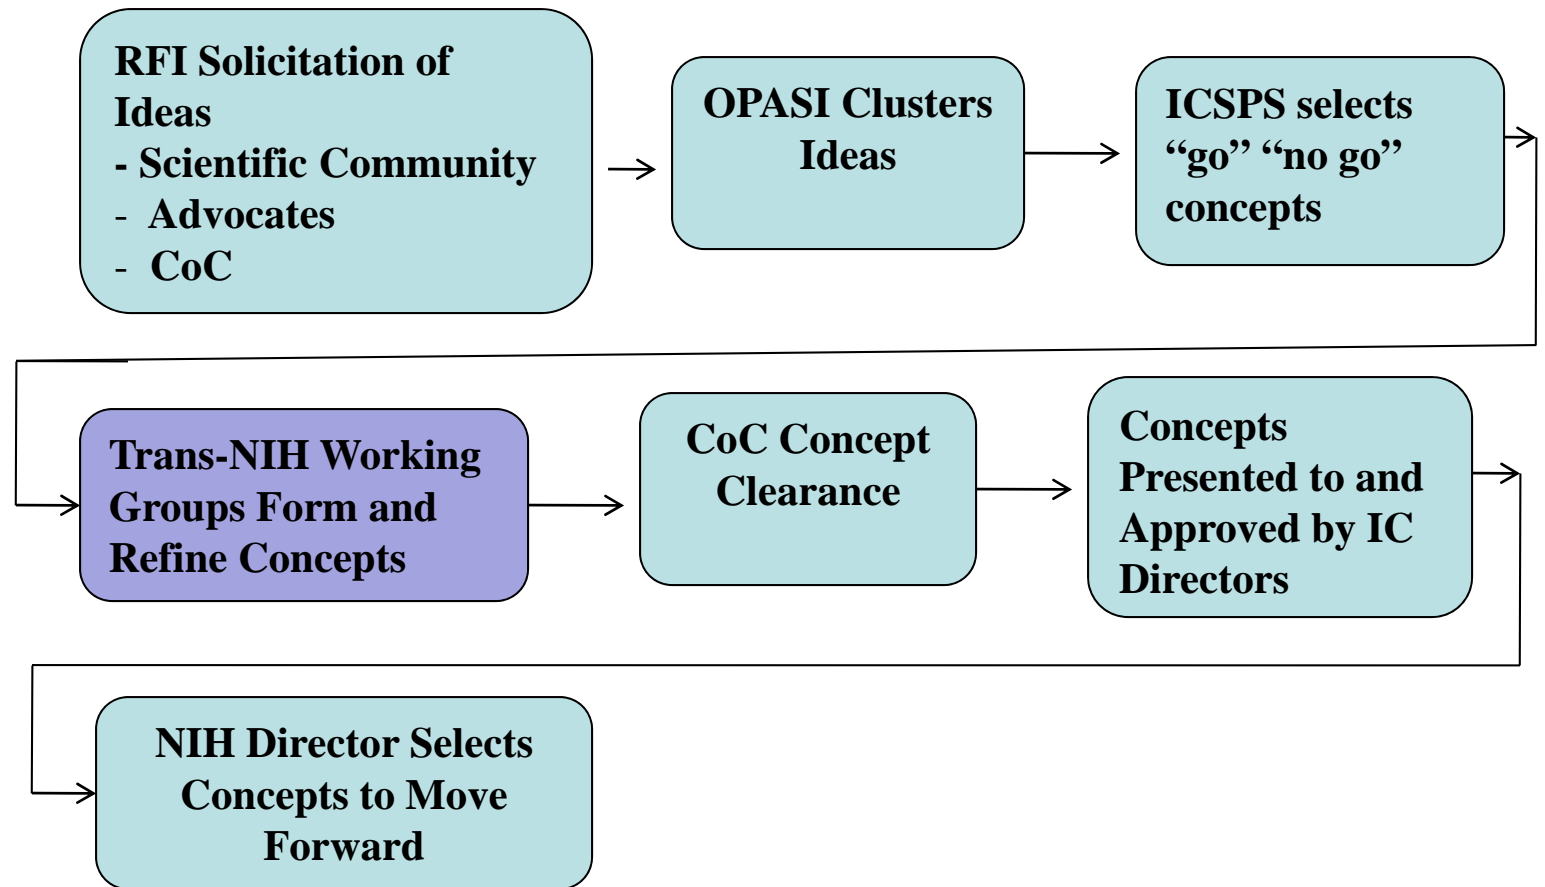 RFI Solicitation of
Ideas
- Scientific Community
- Advocates
- CoC
OPASI Clusters
Ideas
ICSPS selects
“go” “no go”
concepts
Trans-NIH Working
Groups Form and
Refine Concepts
CoC Concept
Clearance
Concepts
Presented to and
Approved by IC
Directors
NIH Director Selects
Concepts to Move
Forward